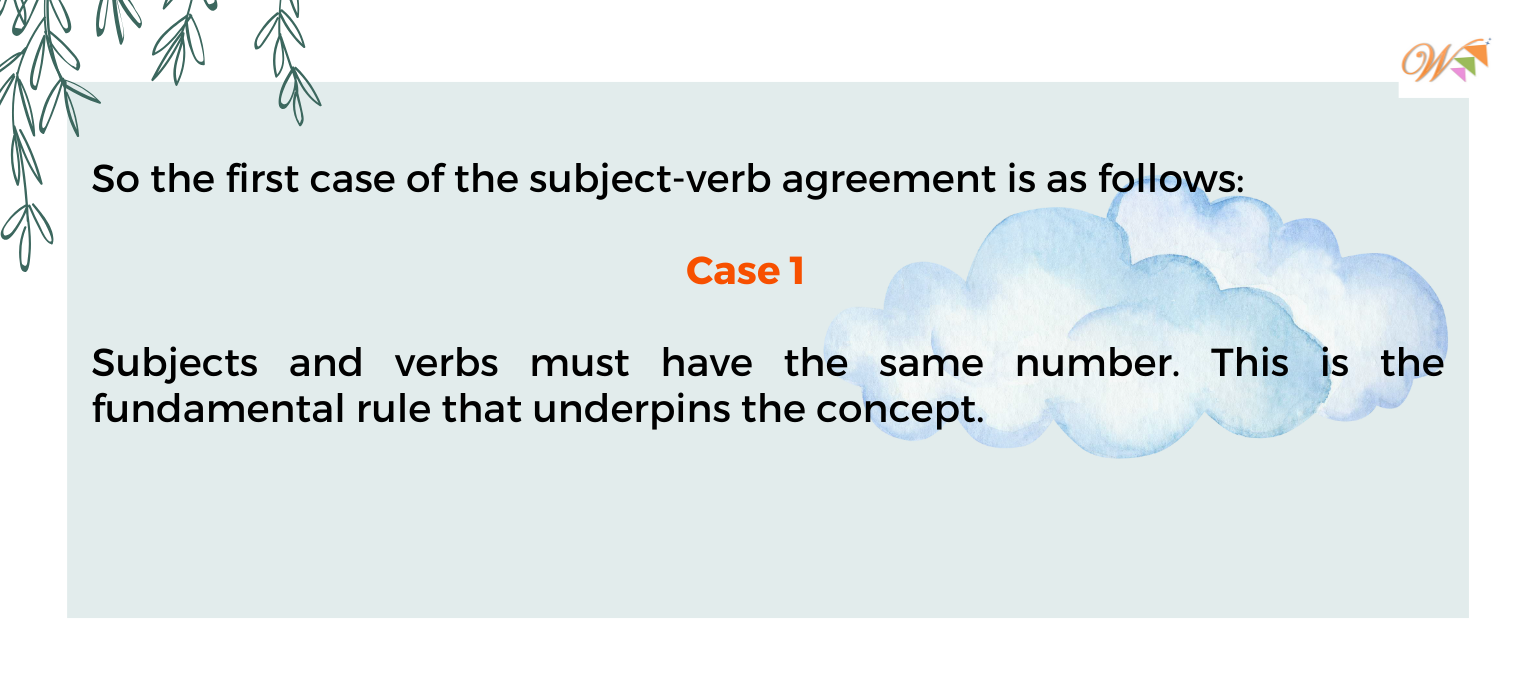 So the first case of the subject-verb agreement is as follows:
Case 1
Subjects and verbs must have the same number. This is the
fundamental rule that underpins the concept.